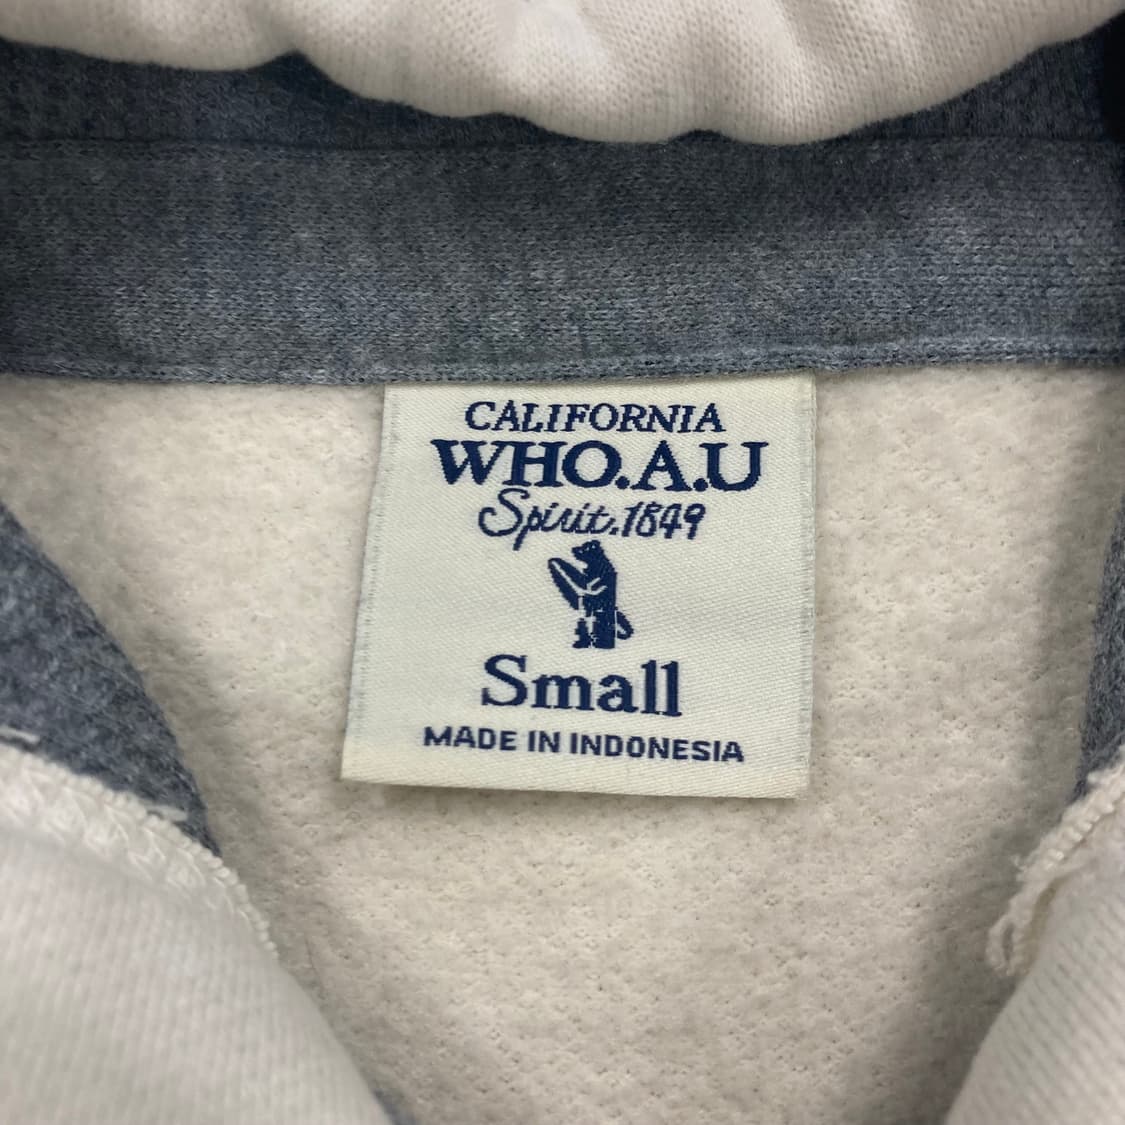 CALIFORNIA
WHO.A.U
Spirit.1849
Small
MADE IN INDONESIA